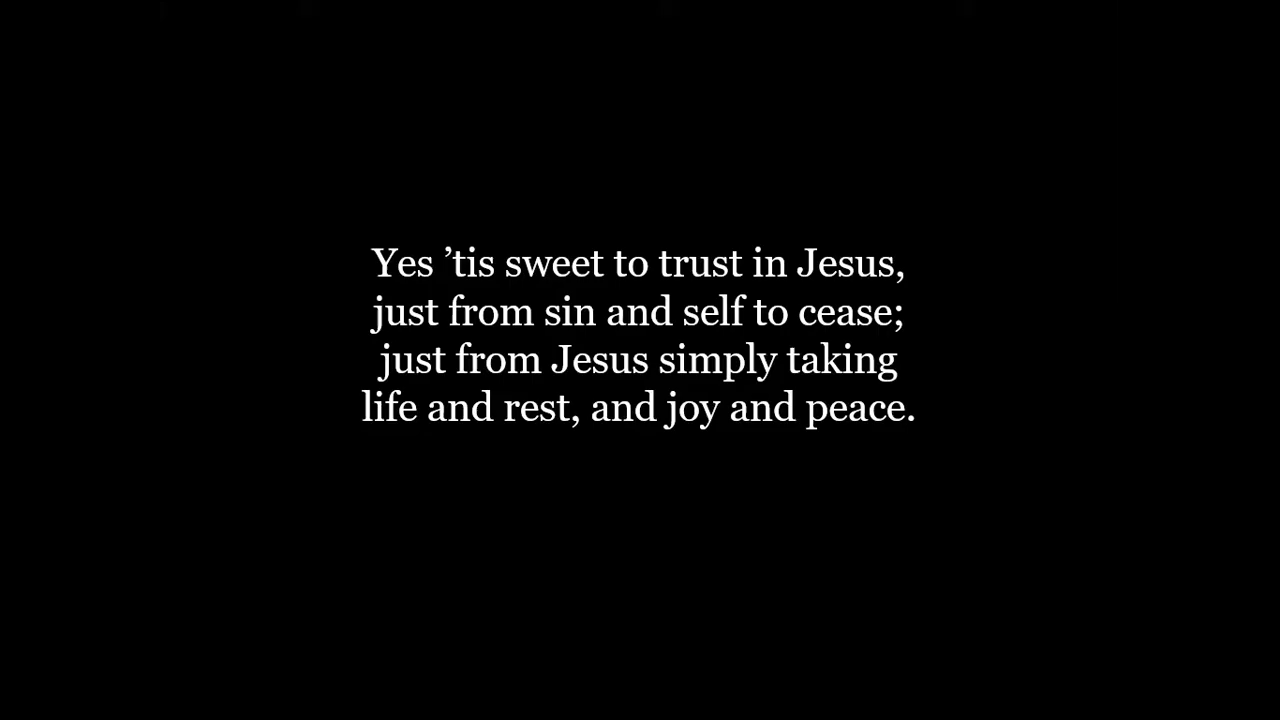 Yes ’tis sweet to trust in Jesus,
just from sin and self to cease;
just from Jesus simply taking
life and rest, and joy and peace.